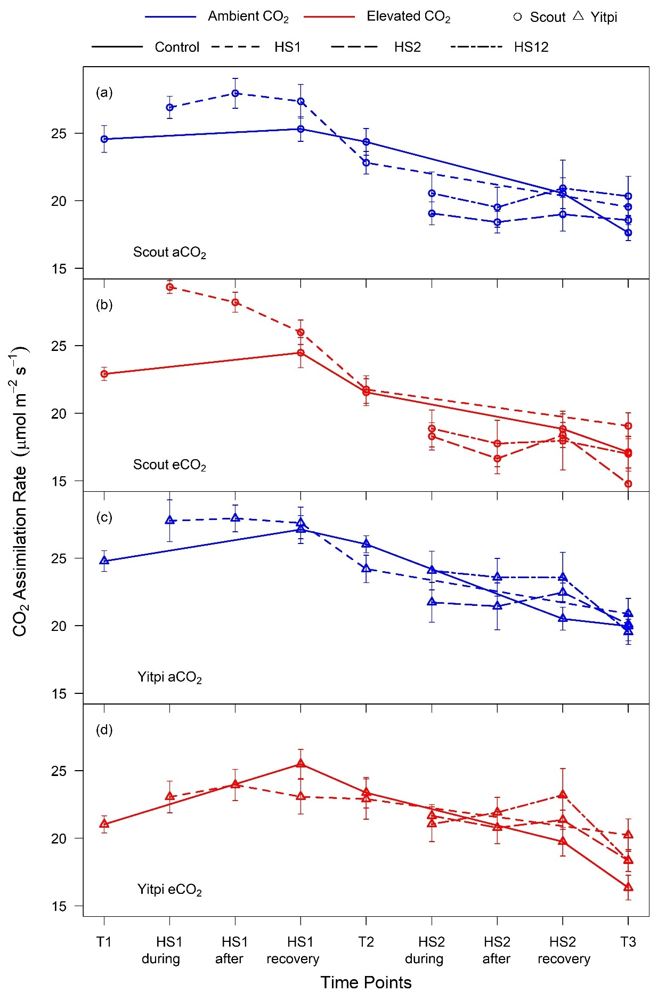 Ambient CO₂ Elevated CO₂ Scout Yitpi
Control HS1 HS2 HS12
(a)
25
20
15
Scout aCO₂
(b)
25
20
15
Scout eCO₂
(c)
25
20
15
Yitpi aCO₂
(d)
25
20
15
Yitpi eCO₂
CO₂ Assimilation Rate (μmol m⁻² s⁻¹)
T1 HS1 HS1 HS1 T2 HS2 HS2 HS2 T3
during after recovery during after recovery
Time Points